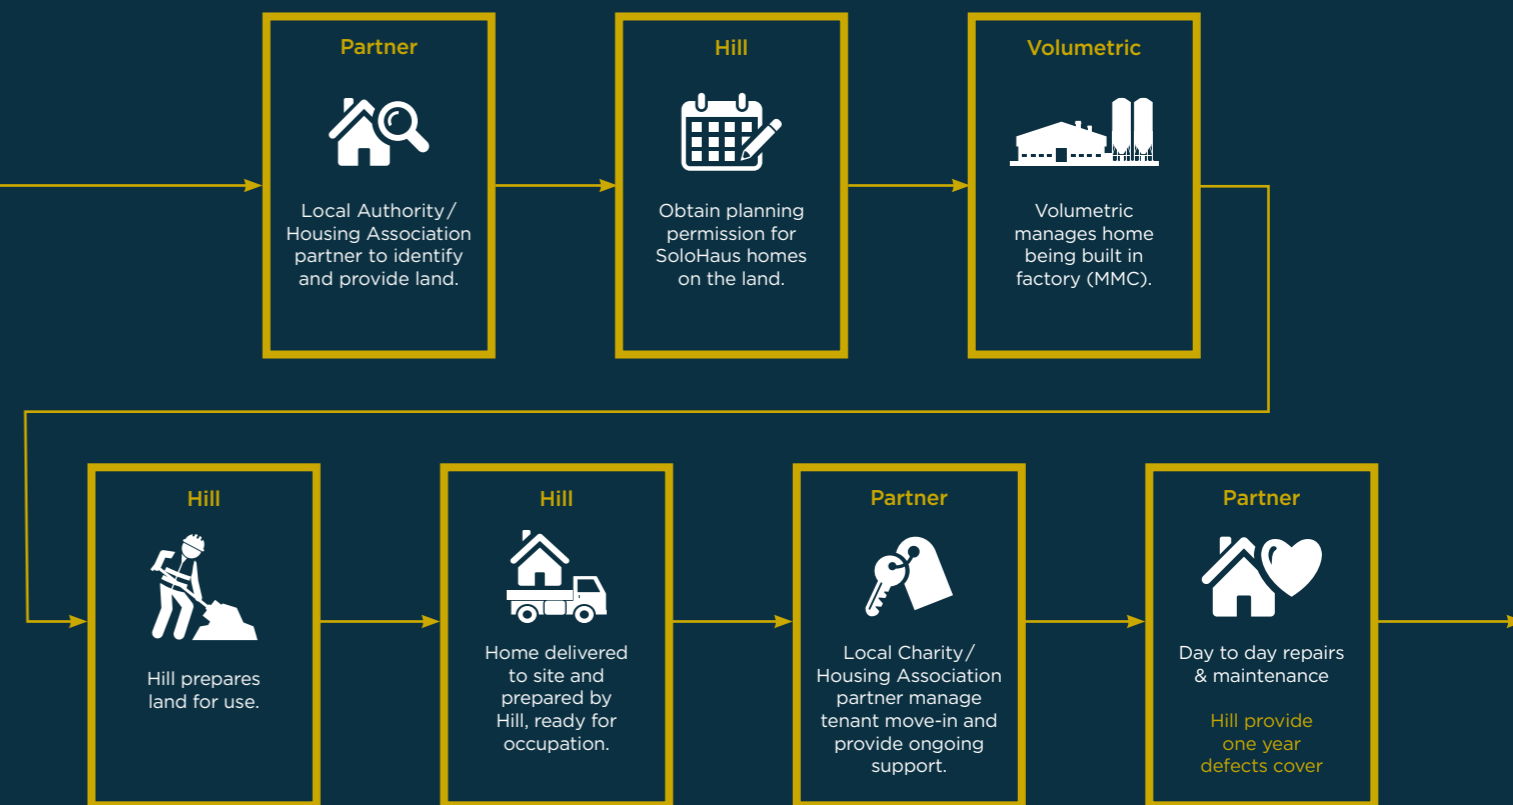 Partner
Local Authority/
Housing Association
partner to identify
and provide land.
Hill
Obtain planning
permission for
SoloHaus homes
on the land.
Volumetric
Volumetric
manages home
being built in
factory (MMC).
Hill
Hill prepares
land for use.
Hill
Home delivered
to site and
prepared by
Hill, ready for
occupation.
Partner
Local Charity/
Housing Association
partner manage
tenant move-in and
provide ongoing
support.
Partner
Day to day repairs
& maintenance
Hill provide
one year
defects cover